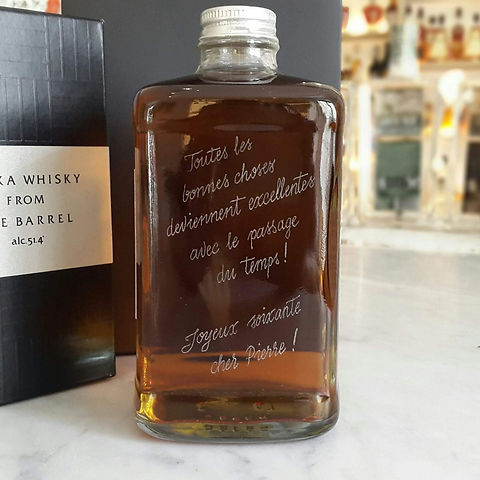 KA WHISKY
FROM
E BARREL
alc.51.4°
Toutes les
bonnes choses
deviennent excellentes
avec le passage
du temps!
Joyeux soixante
cher Pierre!